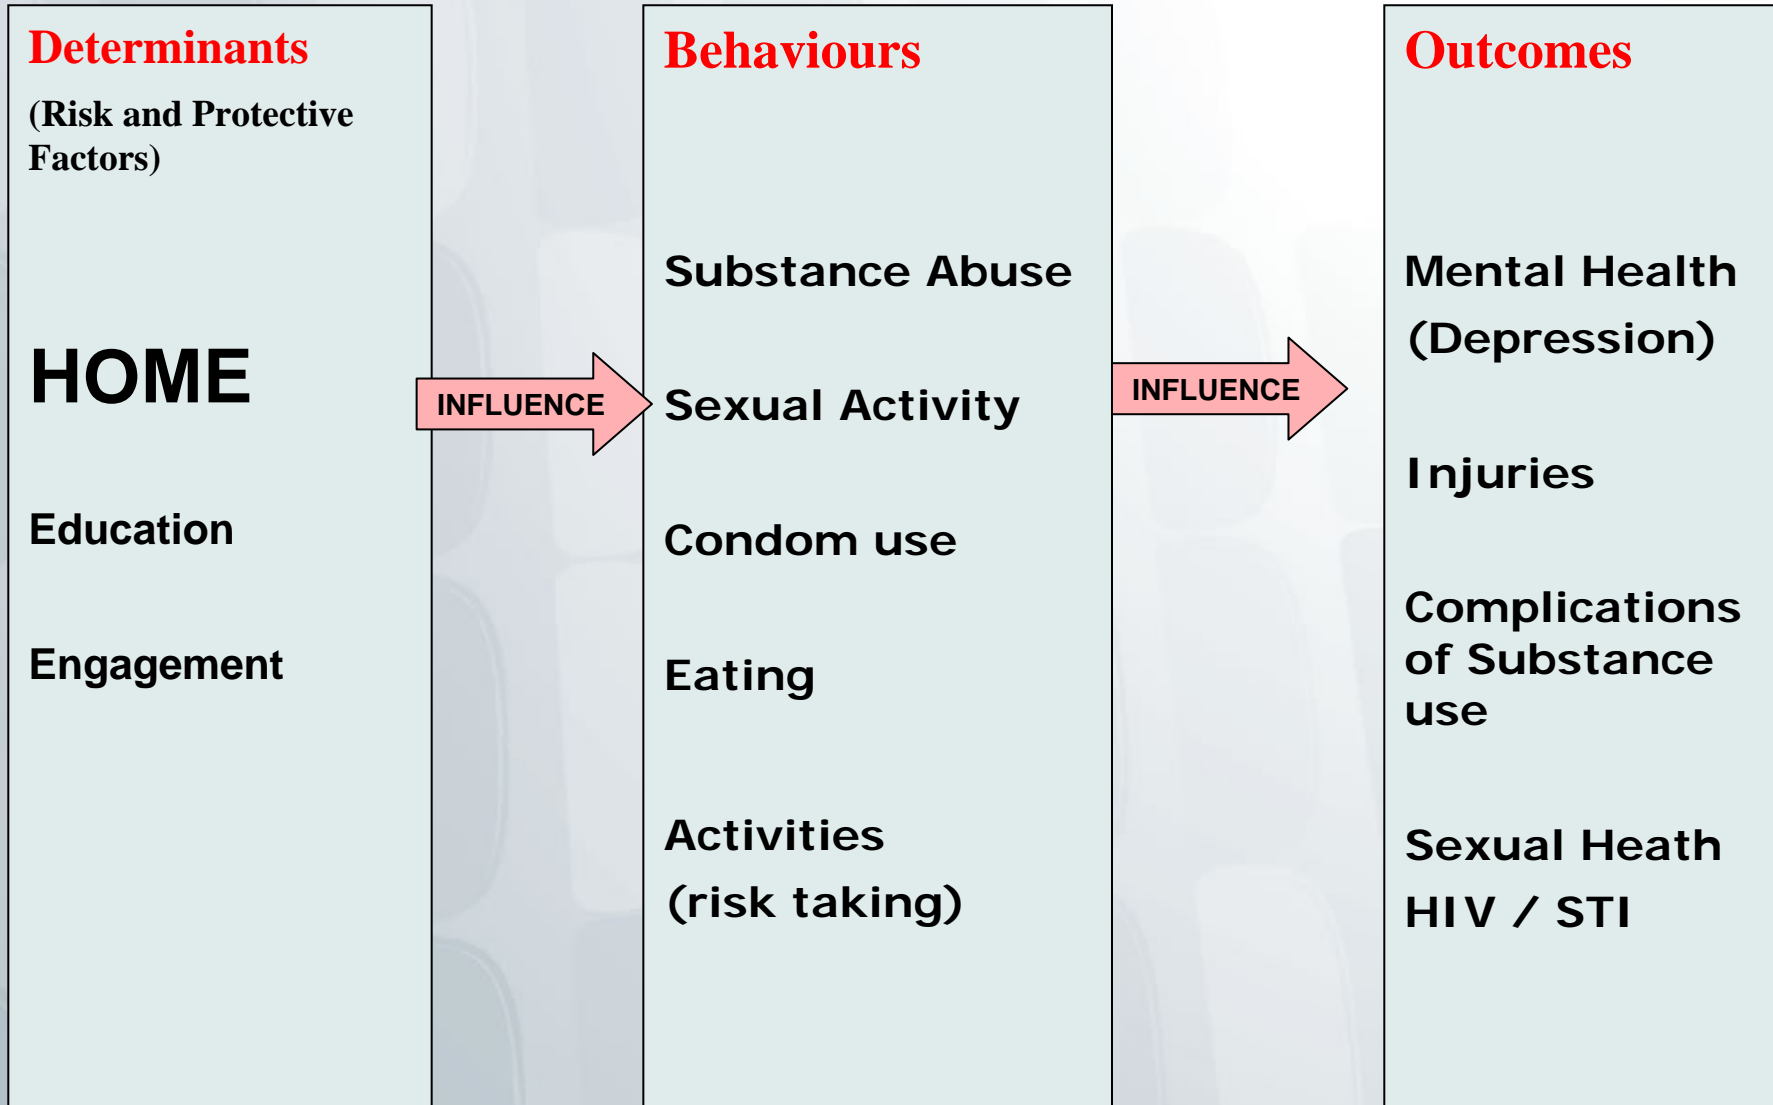 Determinants
(Risk and Protective
Factors)
HOME
Education
Engagement
INFLUENCE
Behaviours
Substance Abuse
Sexual Activity
Condom use
Eating
Activities
(risk taking)
INFLUENCE
Outcomes
Mental Health
(Depression)
Injuries
Complications
of Substance
use
Sexual Heath
HIV / STI